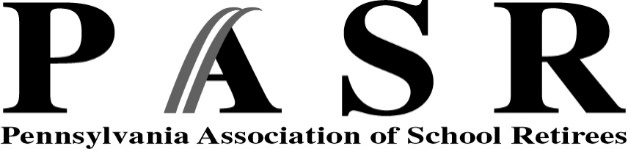 PASR
Pennsylvania Association of School Retirees